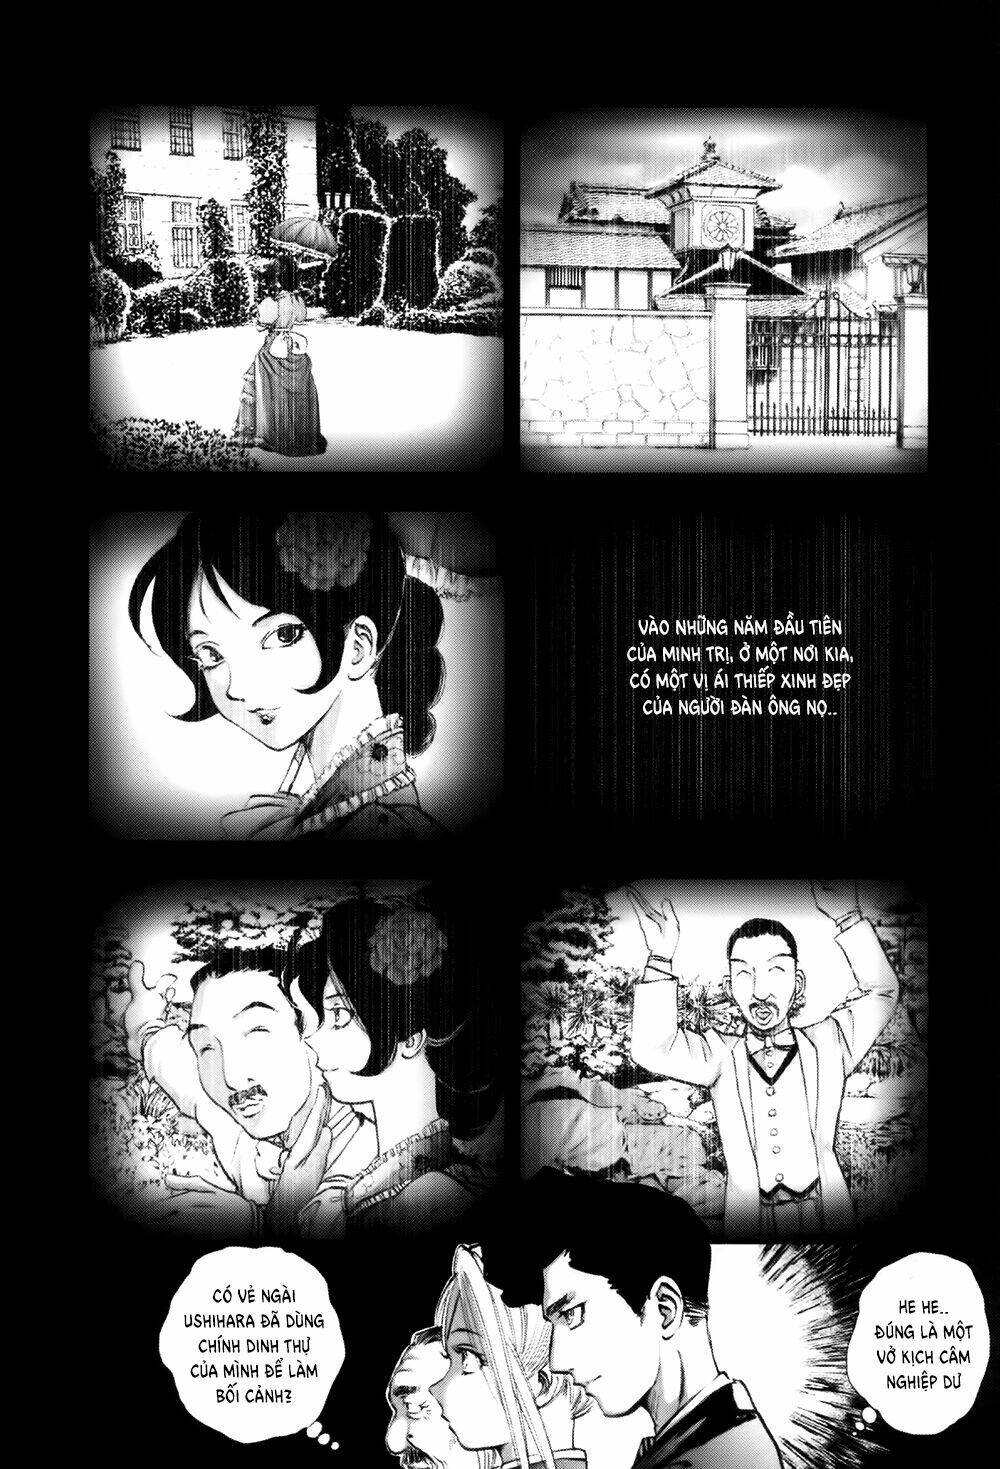 VÀO NHỮNG NĂM ĐẦU TIÊN
CỦA MINH TRỊ, Ở MỘT NƠI KIA,
CÓ MỘT VỊ ÁI THIẾP XINH ĐẸP
CỦA NGƯỜI ĐÀN ÔNG NỌ..
CÓ VẺ NGÀI
USHIHARA ĐÃ DÙNG
CHÍNH DINH THỰ
CỦA MÌNH ĐỂ LÀM
BỐI CẢNH?
HE HE..
ĐÚNG LÀ MỘT
VỞ KỊCH CÂM
NGHIỆP DƯ